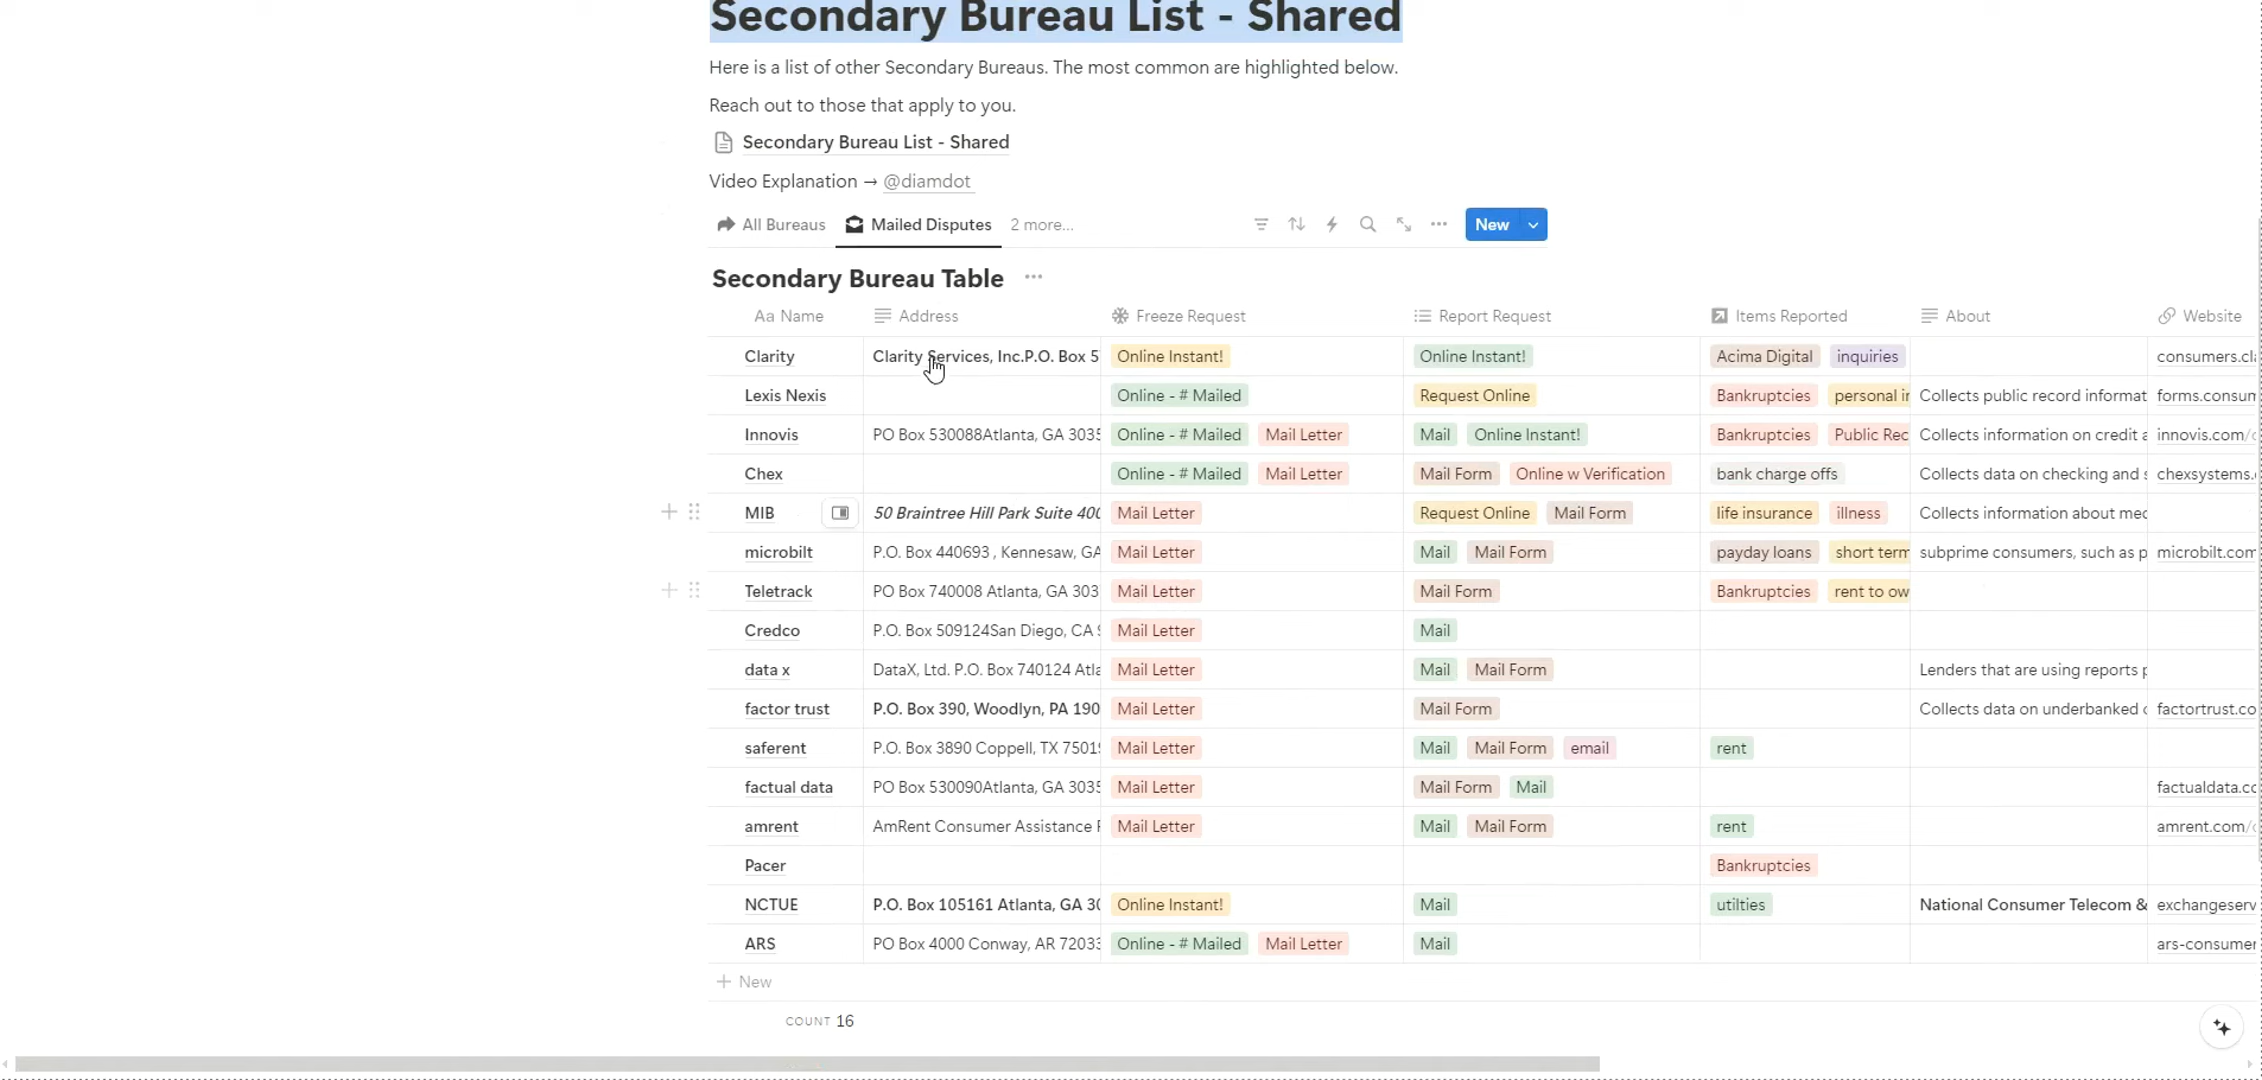 Secondary Bureau List - Shared
Here is a list of other Secondary Bureaus. The most common are highlighted below.
Reach out to those that apply to you.
Secondary Bureau List - Shared
Video Explanation → @diamdot
All Bureaus Mailed Disputes 2 more... New
Secondary Bureau Table ...
Aa Name Address Freeze Request Report Request Items Reported About Website
Clarity Clarity Services, Inc.P.O. Box 5 Online Instant! Online Instant! Acima Digital inquiries consumers.cl
Lexis Nexis Online - # Mailed Request Online Bankruptcies personal Collects public record informat forms.consum
Innovis PO Box 530088Atlanta, GA 3035 Online - # Mailed Mail Letter Mail Online Instant! Bankruptcies Public Rec Collects information on credit innovis.com/
Chex Online - # Mailed Mail Letter Mail Form Online w Verification bank charge offs Collects data on checking and chexsystems.
MIB 50 Braintree Hill Park Suite 400 Mail Letter Request Online Mail Form life insurance illness Collects information about med
microbilt P.O. Box 440693 , Kennesaw, GA Mail Letter Mail Mail Form payday loans short term subprime consumers, such as p microbilt.com
Teletrack PO Box 740008 Atlanta, GA 303 Mail Letter Mail Form Bankruptcies rent to ow
Credco P.O. Box 509124San Diego, CA Mail Letter Mail
data x DataX, Ltd. P.O. Box 740124 Atla Mail Letter Mail Mail Form Lenders that are using reports p
factor trust P.O. Box 390, Woodlyn, PA 190 Mail Letter Mail Form Collects data on underbanked factortrust.co
saferent P.O. Box 3890 Coppell, TX 7501 Mail Letter Mail Mail Form email rent
factual data PO Box 530090Atlanta, GA 3035 Mail Letter Mail Form Mail factualdata.co
amrent AmRent Consumer Assistance Mail Letter Mail Mail Form rent amrent.com/
Pacer Bankruptcies
NCTUE P.O. Box 105161 Atlanta, GA 30 Online Instant! Mail utilties National Consumer Telecom & exchangeserv
ARS PO Box 4000 Conway, AR 72033 Online - # Mailed Mail Letter Mail ars-consumer
+ New
COUNT 16